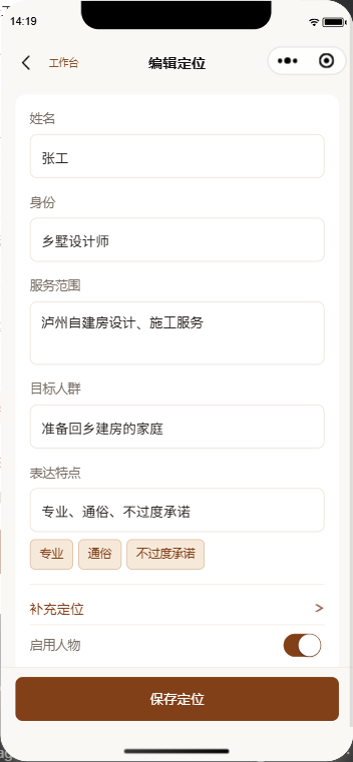 14:19
工作台
编辑定位
姓名
张工
身份
乡墅设计师
服务范围
泸州自建房设计、施工服务
目标人群
准备回乡建房的家庭
表达特点
专业、通俗、不过度承诺
专业 通俗 不过度承诺
补充定位 >
启用人物
保存定位